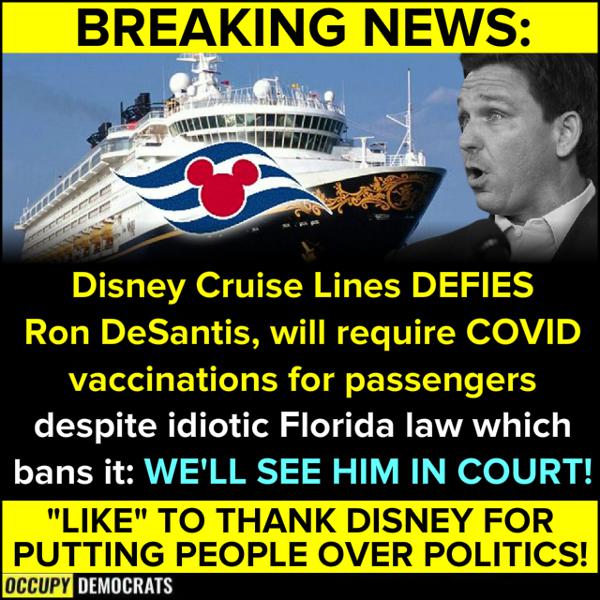 BREAKING NEWS:
Disney Cruise Lines DEFIES
Ron DeSantis, will require COVID
vaccinations for passengers
despite idiotic Florida law which
bans it: WE'LL SEE HIM IN COURT!
"LIKE" TO THANK DISNEY FOR
PUTTING PEOPLE OVER POLITICS!
OCCUPY DEMOCRATS